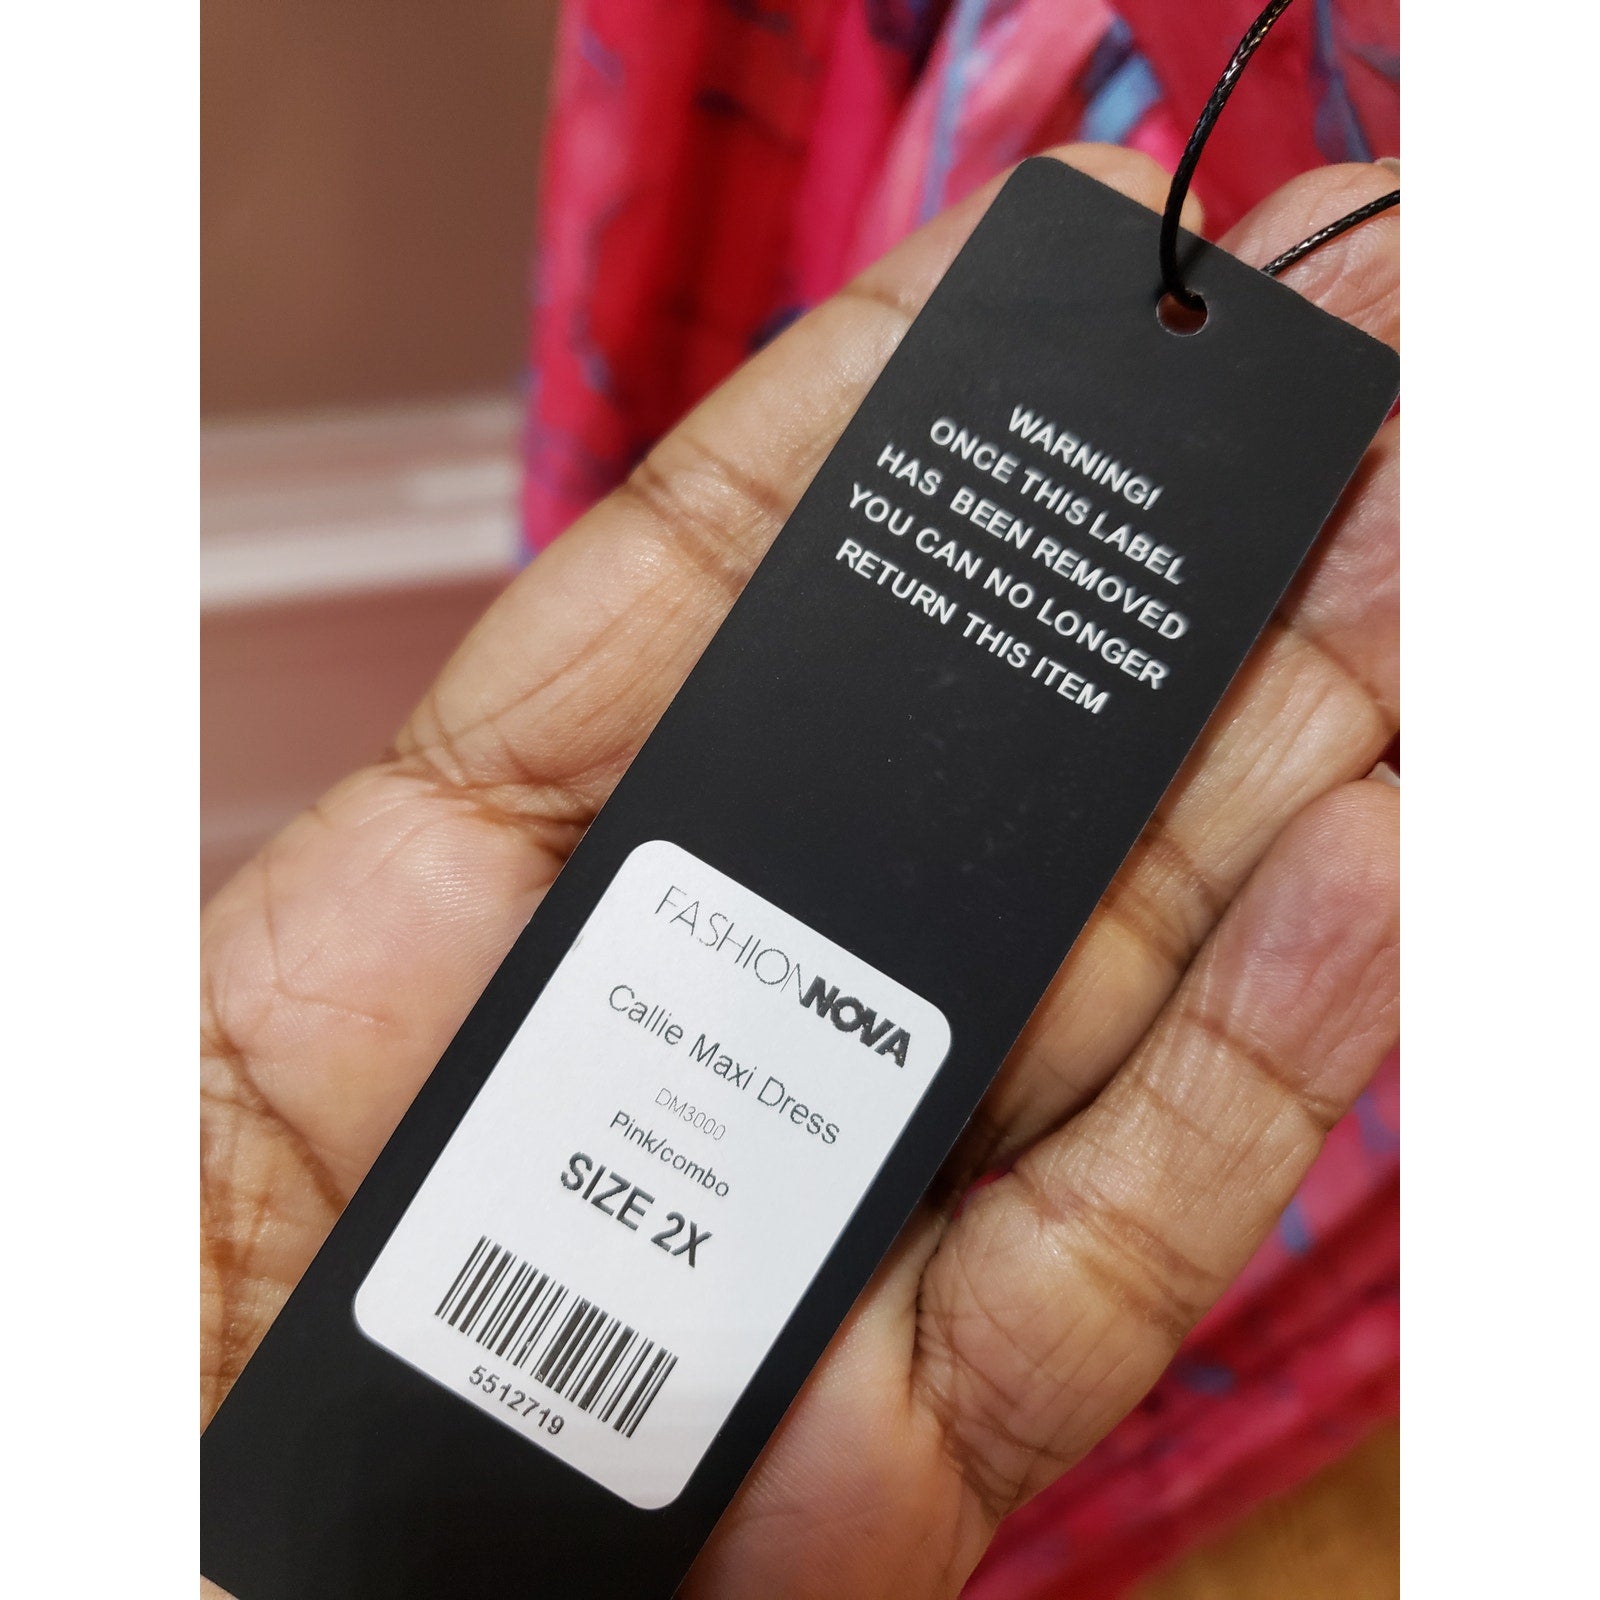 WARNING!
ONCE THIS LABEL
HAS BEEN REMOVED
YOU CAN NO LONGER
RETURN THIS ITEM
FASHIONNOVA
Callie Maxi Dress
DM3000
Pink/combo
SIZE 2X
5512719